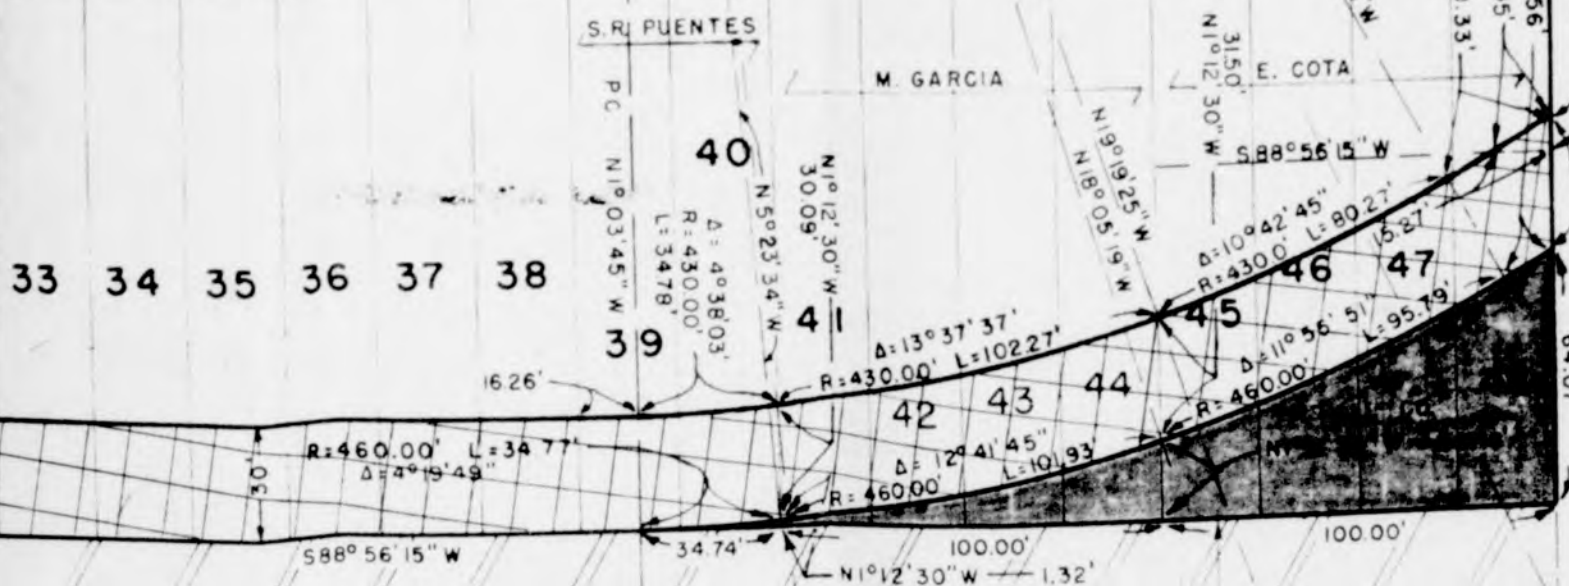 S.R. PUENTES
M. GARCIA
E. COTA
31.50'
N1°12'30"W
S88°56'15"W
PC N1°03'45"W
40
N5°23'34"W
N1°12'30"W
30.09'
N19°19'25"W
N18°05'19"W
Δ=4°38'03'
R=430.00'
L=3478'
33
34
35
36
37
38
39
41
Δ=10°42'45"
R=430.0' L=80.27'
15.27'
46
47
45
Δ=13°37'37'
R=430.00' L=102.27'
Δ=11°56'51"
R=460.00' L=95.79'
16.26'
42
43
44
R=460.00' L=34.77'
Δ=4°19'49"
30'
Δ=12°41'45"
R=460.00' L=101.93'
S88°56'15" W
34.74'
100.00'
100.00'
N1°12'30"W 1.32'